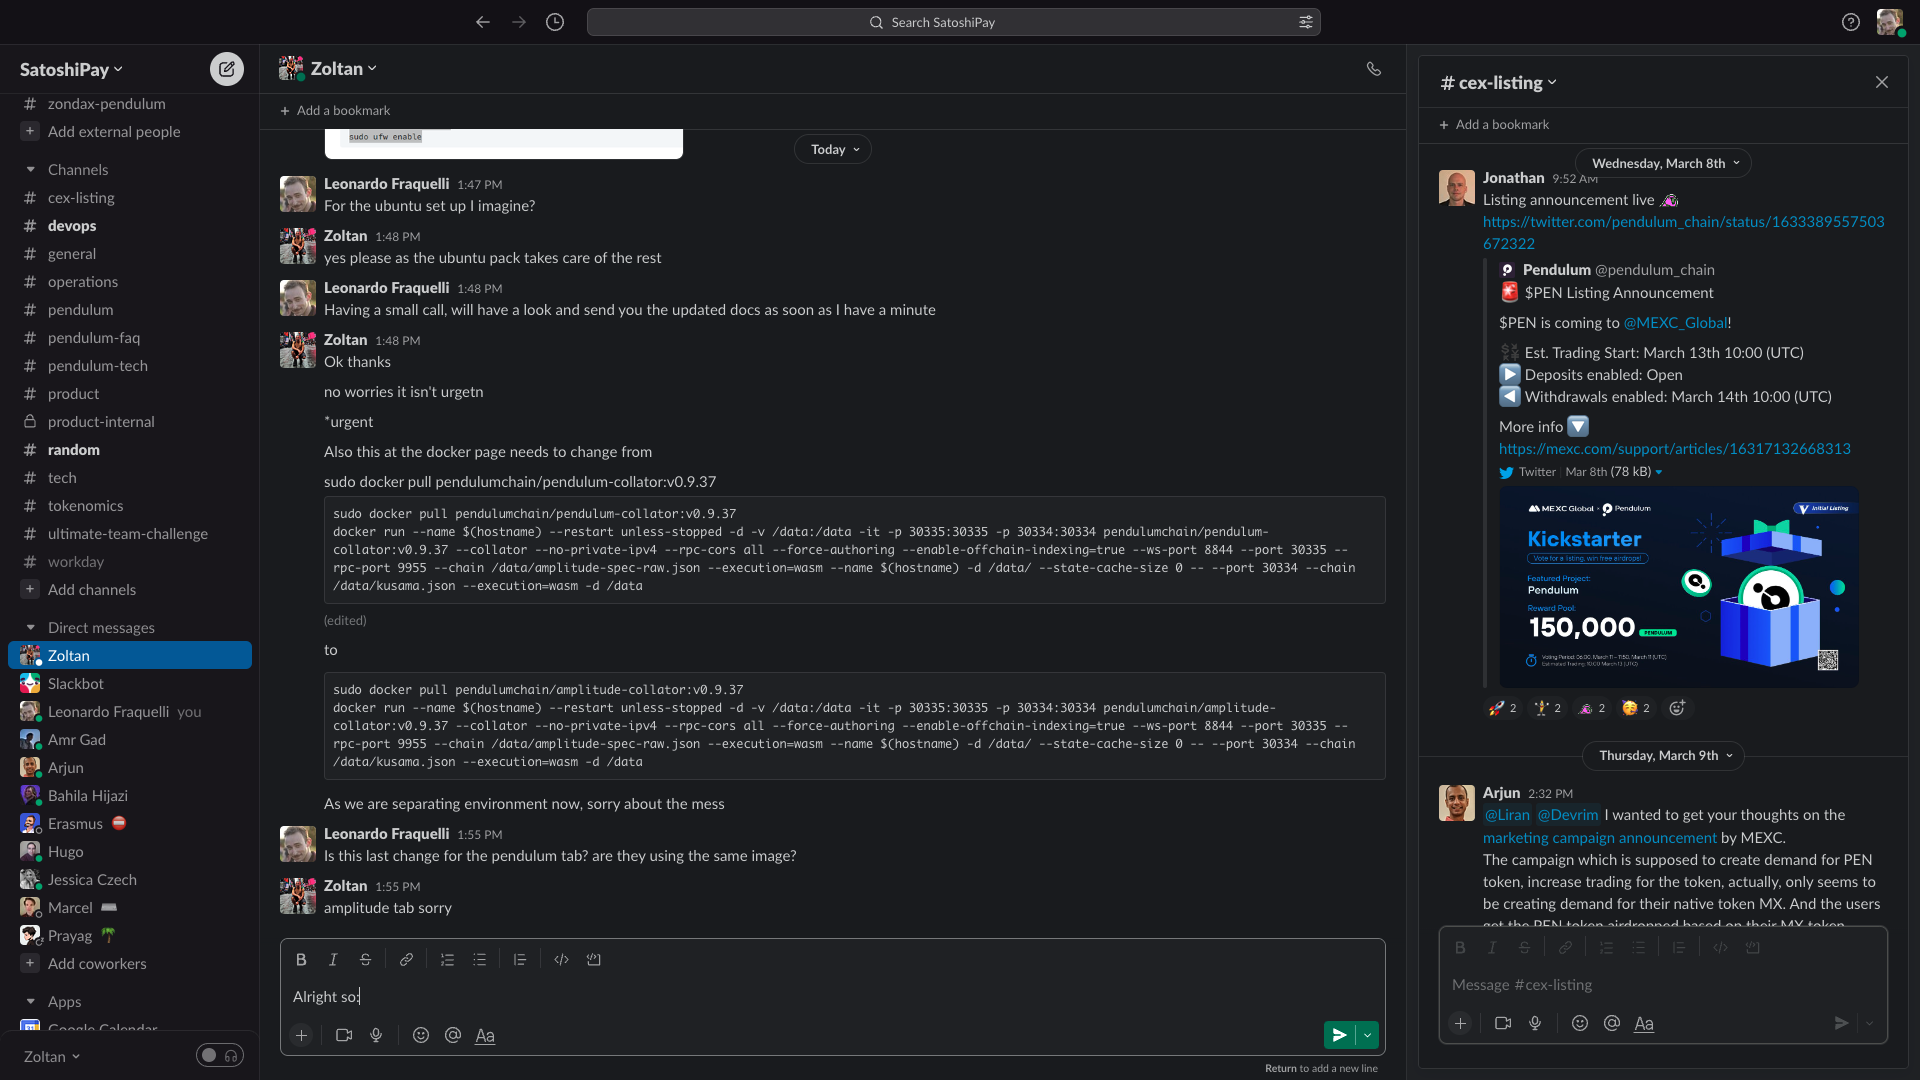 Search SatoshiPay
SatoshiPay
# zondax-pendulum
+ Add external people
Channels
# cex-listing
# devops
# general
# operations
# pendulum
# pendulum-faq
# pendulum-tech
# product
product-internal
# random
# tech
# tokenomics
# ultimate-team-challenge
# workday
+ Add channels
Direct messages
Zoltan
Slackbot
Leonardo Fraquelli you
Amr Gad
Arjun
Bahila Hijazi
Erasmus
Hugo
Jessica Czech
Marcel
Prayag
+ Add coworkers
Apps
Google Calendar
Zoltan
Zoltan
+ Add a bookmark
sudo ufw enable
Today
Leonardo Fraquelli 1:47 PM
For the ubuntu set up I imagine?
Zoltan 1:48 PM
yes please as the ubuntu pack takes care of the rest
Leonardo Fraquelli 1:48 PM
Having a small call, will have a look and send you the updated docs as soon as I have a minute
Zoltan 1:48 PM
Ok thanks
no worries it isn't urgetn
*urgent
Also this at the docker page needs to change from
sudo docker pull pendulumchain/pendulum-collator:v0.9.37
sudo docker pull pendulumchain/pendulum-collator:v0.9.37
docker run --name $(hostname) --restart unless-stopped -d -v /data:/data -it -p 30335:30335 -p 30334:30334 pendulumchain/pendulum-
collator:v0.9.37 --collator --no-private-ipv4 --rpc-cors all --force-authoring --enable-offchain-indexing=true --ws-port 8844 --port 30335 --
rpc-port 9955 --chain /data/amplitude-spec-raw.json --execution=wasm --name $(hostname) -d /data/ --state-cache-size 0 -- --port 30334 --chain
/data/kusama.json --execution=wasm -d /data
(edited)
to
sudo docker pull pendulumchain/amplitude-collator:v0.9.37
docker run --name $(hostname) --restart unless-stopped -d -v /data:/data -it -p 30335:30335 -p 30334:30334 pendulumchain/amplitude-
collator:v0.9.37 --collator --no-private-ipv4 --rpc-cors all --force-authoring --enable-offchain-indexing=true --ws-port 8844 --port 30335 --
rpc-port 9955 --chain /data/amplitude-spec-raw.json --execution=wasm --name $(hostname) -d /data/ --state-cache-size 0 -- --port 30334 --chain
/data/kusama.json --execution=wasm -d /data
As we are separating environment now, sorry about the mess
Leonardo Fraquelli 1:55 PM
Is this last change for the pendulum tab? are they using the same image?
Zoltan 1:55 PM
amplitude tab sorry
Alright so:
Aa
Return to add a new line
# cex-listing
+ Add a bookmark
Wednesday, March 8th
Jonathan 9:52 AM
Listing announcement live
https://twitter.com/pendulum_chain/status/1633389557503
672322
Pendulum @pendulum_chain
$PEN Listing Announcement
$PEN is coming to @MEXC_Global!
Est. Trading Start: March 13th 10:00 (UTC)
Deposits enabled: Open
Withdrawals enabled: March 14th 10:00 (UTC)
More info
https://mexc.com/support/articles/16317132668313
Twitter | Mar 8th (78 kB)
MEXC Global Pendulum
Initial Listing
Kickstarter
Vote for a listing, win free airdrops!
Featured Project:
Pendulum
Reward Pool:
150,000 PENDULUM
2 2 2 2
Thursday, March 9th
Arjun 2:32 PM
@Liran @Devrim I wanted to get your thoughts on the
marketing campaign announcement by MEXC.
The campaign which is supposed to create demand for PEN
token, increase trading for the token, actually, only seems to
be creating demand for their native token MX. And the users
get the PEN token airdropped based on their MX token
Message #cex-listing
Aa